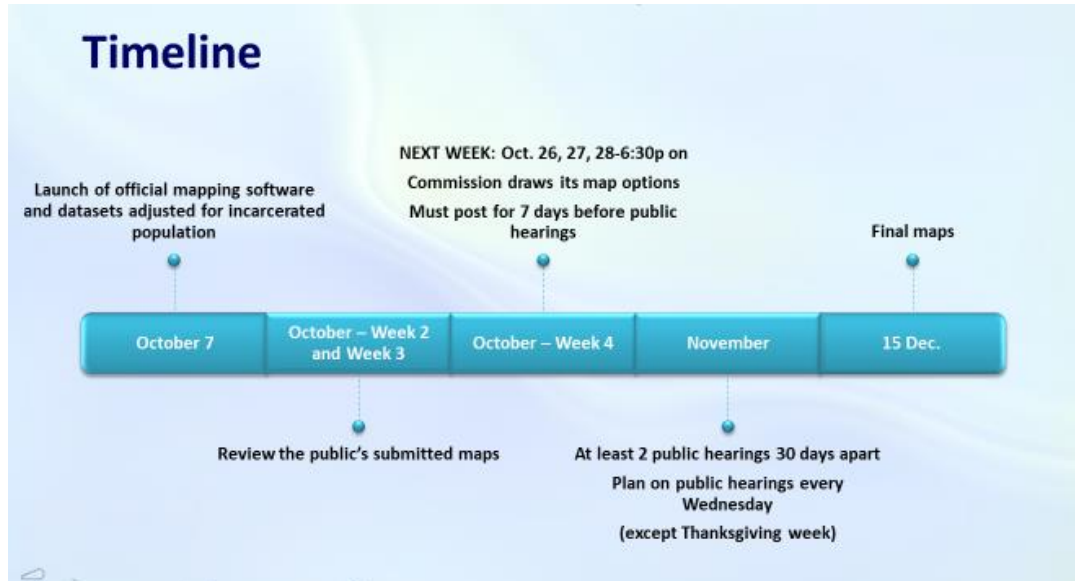 Timeline
NEXT WEEK: Oct. 26, 27, 28-6:30p on
Commission draws its map options
Must post for 7 days before public
hearings
Launch of official mapping software
and datasets adjusted for incarcerated
population
Final maps
October 7
October – Week 2
and Week 3
October – Week 4
November
15 Dec.
Review the public's submitted maps
At least 2 public hearings 30 days apart
Plan on public hearings every
Wednesday
(except Thanksgiving week)